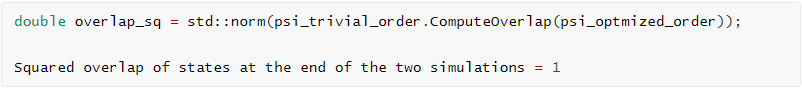 double overlap_sq = std::norm(psi_trivial_order.ComputeOverlap(psi_optmized_order));
Squared overlap of states at the end of the two simulations = 1